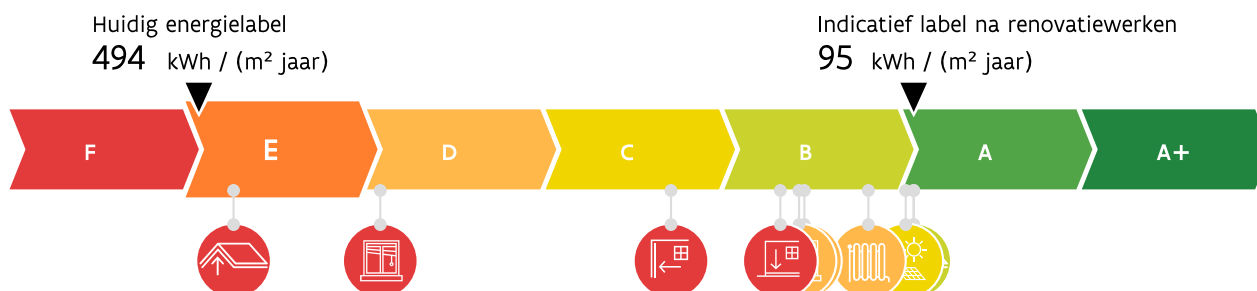 Huidig energielabel
494 kWh / (m² jaar)
Indicatief label na renovatiewerken
95 kWh / (m² jaar)
F E D C B A A+